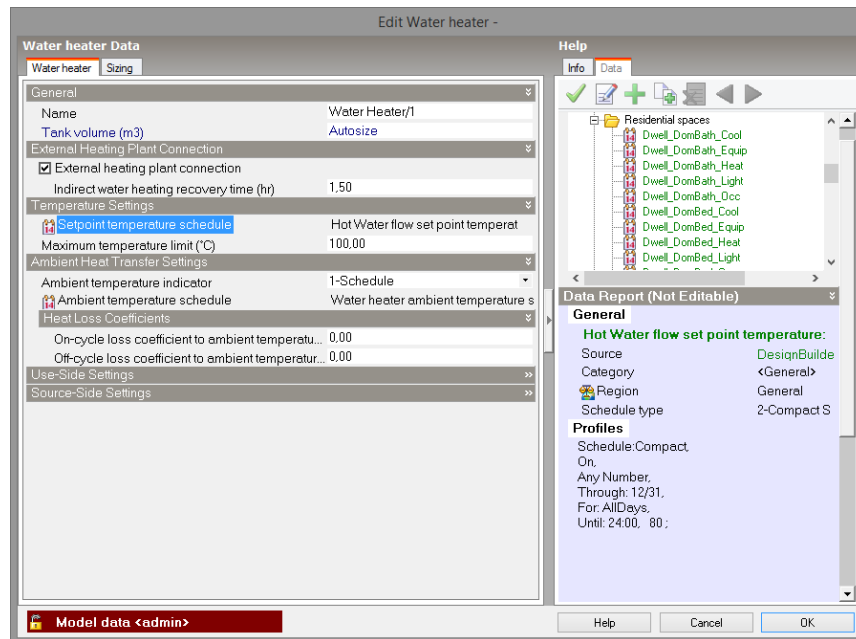 Edit Water heater -
Water heater Data
Water heater Sizing
General
Name Water Heater/1
Tank volume (m3) Autosize
External Heating Plant Connection
External heating plant connection
Indirect water heating recovery time (hr) 1,50
Temperature Settings
Setpoint temperature schedule Hot Water flow set point temperat
Maximum temperature limit (°C) 100,00
Ambient Heat Transfer Settings
Ambient temperature indicator 1-Schedule
Ambient temperature schedule Water heater ambient temperature s
Heat Loss Coefficients
On-cycle loss coefficient to ambient temperatu... 0,00
Off-cycle loss coefficient to ambient temperatur... 0,00
Use-Side Settings
Source-Side Settings
Model data <admin>
Help
Info Data
Residential spaces
Dwell_DomBath_Cool
Dwell_DomBath_Equip
Dwell_DomBath_Heat
Dwell_DomBath_Light
Dwell_DomBath_Occ
Dwell_DomBed_Cool
Dwell_DomBed_Equip
Dwell_DomBed_Heat
Dwell_DomBed_Light
Data Report (Not Editable)
General
Hot Water flow set point temperature:
Source DesignBuilde
Category <General>
Region General
Schedule type 2-Compact S
Profiles
Schedule:Compact,
On,
Any Number,
Through: 12/31,
For: AllDays,
Until: 24:00, 80 ;
Help Cancel OK